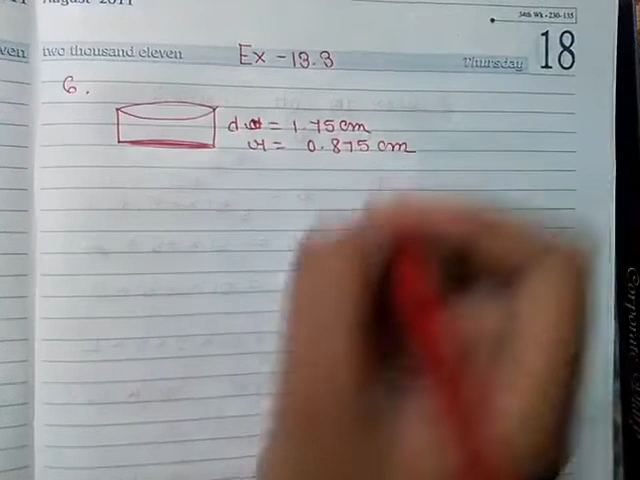 August 2011
34th Wk - 230-135
ven two thousand eleven Ex - 13.3 Thursday 18
6.
d = 1.75 cm
r = 0.875 cm